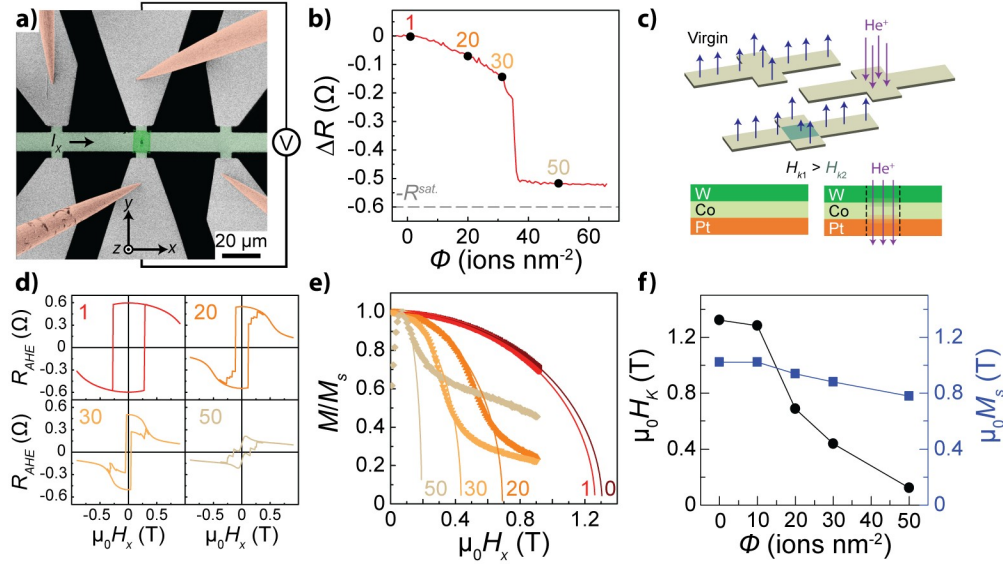 a)
I_x
V
y
z
x
20 µm
b)
ΔR (Ω)
0
-0.1
-0.2
-0.3
-0.4
-0.5
-0.6
1
20
30
50
-R^sat.
0 20 40 60
Φ (ions nm⁻²)
c)
Virgin
He⁺
H_k1 > H_k2
He⁺
W
Co
Pt
W
Co
Pt
d)
R_AHE (Ω)
0.6
0.3
0
-0.3
-0.6
1
20
R_AHE (Ω)
0.6
0.3
0
-0.3
-0.6
30
50
-0.5 0.0 0.5
-0.5 0.0 0.5
µ₀H_x (T)
µ₀H_x (T)
e)
M/M_s
1.0
0.8
0.6
0.4
0.2
0
50
30
20
1
0
0 0.4 0.8 1.2
µ₀H_x (T)
f)
µ₀H_K (T)
1.2
0.8
0.4
0
1.2
0.8
0.4
0
µ₀M_s (T)
0 10 20 30 40 50
Φ (ions nm⁻²)